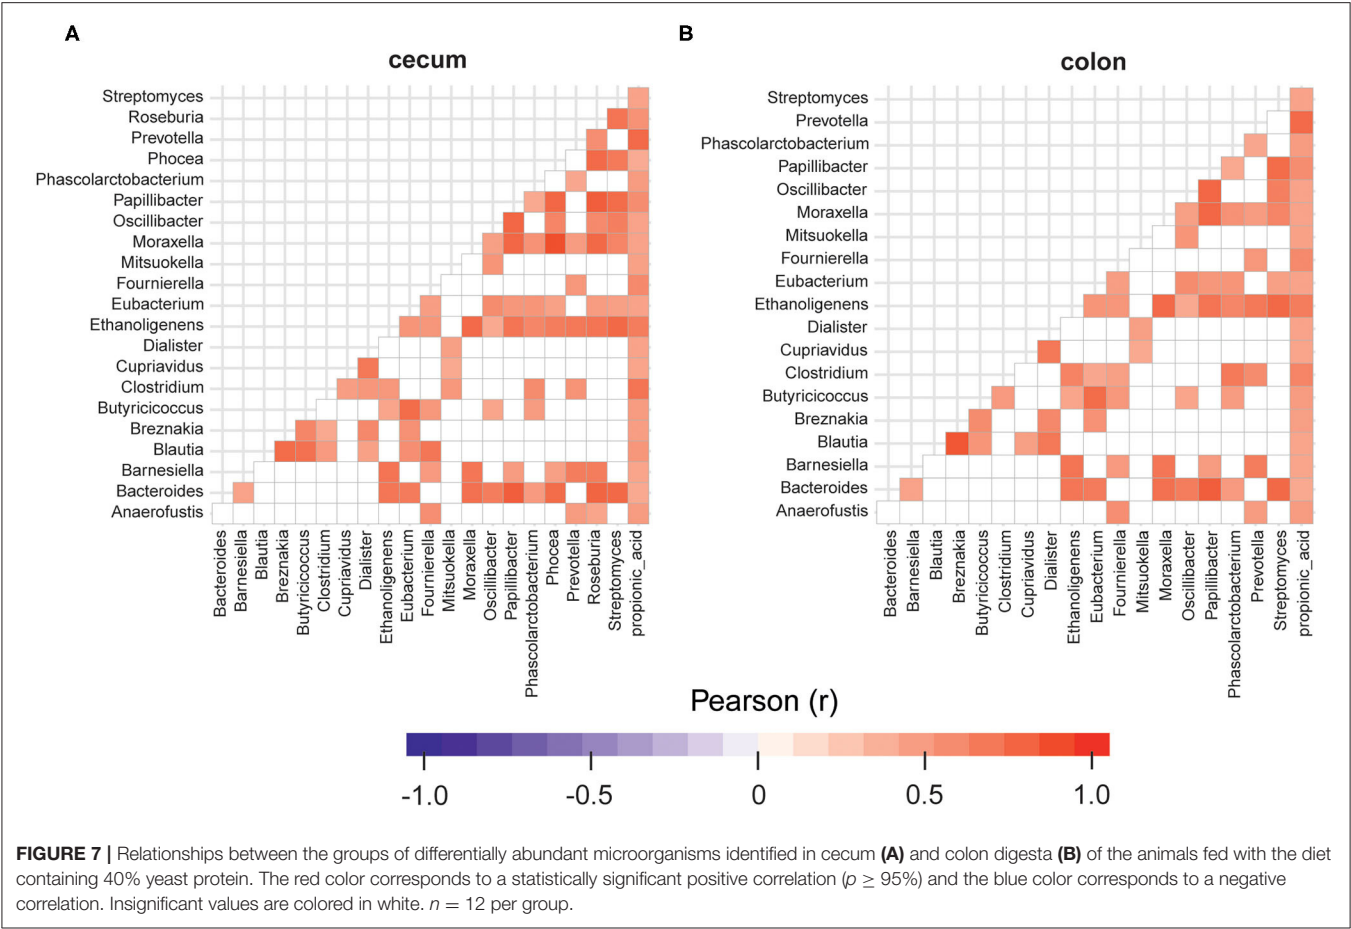 A
cecum
Streptomyces
Roseburia
Prevotella
Phocea
Phascolarctobacterium
Papillibacter
Oscillibacter
Moraxella
Mitsuokella
Fournierella
Eubacterium
Ethanoligenens
Dialister
Cupriavidus
Clostridium
Butyricicoccus
Breznakia
Blautia
Barnesiella
Bacteroides
Anaerofustis
Bacteroides
Barnesiella
Blautia
Breznakia
Butyricicoccus
Clostridium
Cupriavidus
Dialister
Ethanoligenens
Eubacterium
Fournierella
Mitsuokella
Moraxella
Oscillibacter
Papillibacter
Phascolarctobacterium
Phocea
Prevotella
Roseburia
Streptomyces
propionic_acid
B
colon
Streptomyces
Prevotella
Phascolarctobacterium
Papillibacter
Oscillibacter
Moraxella
Mitsuokella
Fournierella
Eubacterium
Ethanoligenens
Dialister
Cupriavidus
Clostridium
Butyricicoccus
Breznakia
Blautia
Barnesiella
Bacteroides
Anaerofustis
Bacteroides
Barnesiella
Blautia
Breznakia
Butyricicoccus
Clostridium
Cupriavidus
Dialister
Ethanoligenens
Eubacterium
Fournierella
Mitsuokella
Moraxella
Oscillibacter
Papillibacter
Phascolarctobacterium
Prevotella
Streptomyces
propionic_acid
Pearson (r)
-1.0 -0.5 0 0.5 1.0
FIGURE 7 | Relationships between the groups of differentially abundant microorganisms identified in cecum (A) and colon digesta (B) of the animals fed with the diet
containing 40% yeast protein. The red color corresponds to a statistically significant positive correlation (p ≥ 95%) and the blue color corresponds to a negative
correlation. Insignificant values are colored in white. n = 12 per group.